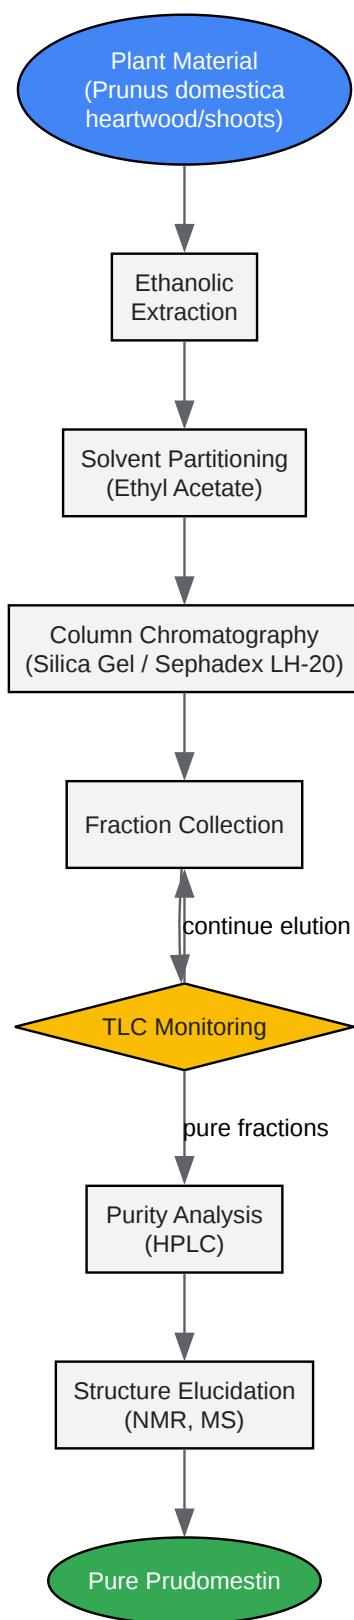 Plant Material
(Prunus domestica
heartwood/shoots)
Ethanolic
Extraction
Solvent Partitioning
(Ethyl Acetate)
Column Chromatography
(Silica Gel / Sephadex LH-20)
Fraction Collection
continue elution
TLC Monitoring
pure fractions
Purity Analysis
(HPLC)
Structure Elucidation
(NMR, MS)
Pure Prudomestin